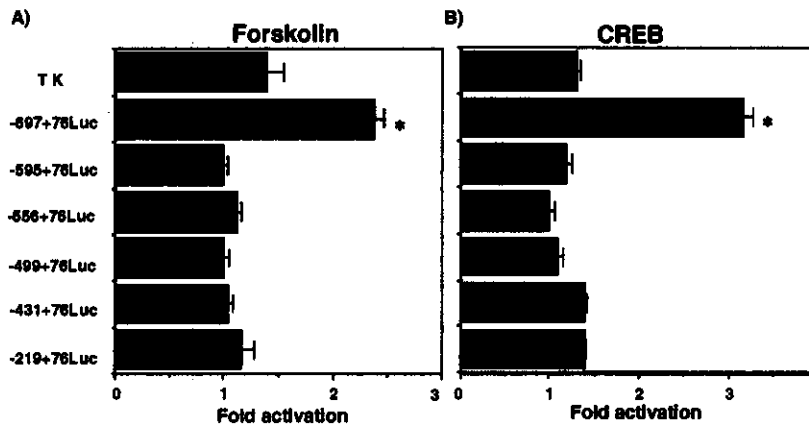 A)
Forskolin
B)
CREB
T K
-697+76Luc
*
*
-595+76Luc
-556+76Luc
-499+76Luc
-431+76Luc
-219+76Luc
0 1 2 3
0 1 2 3
Fold activation
Fold activation